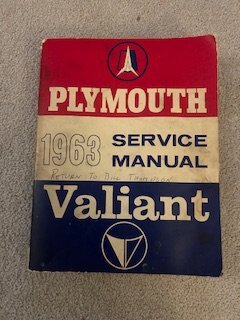 PLYMOUTH
1963 SERVICE
MANUAL
RETURN TO BILL THOMPSON
Valiant